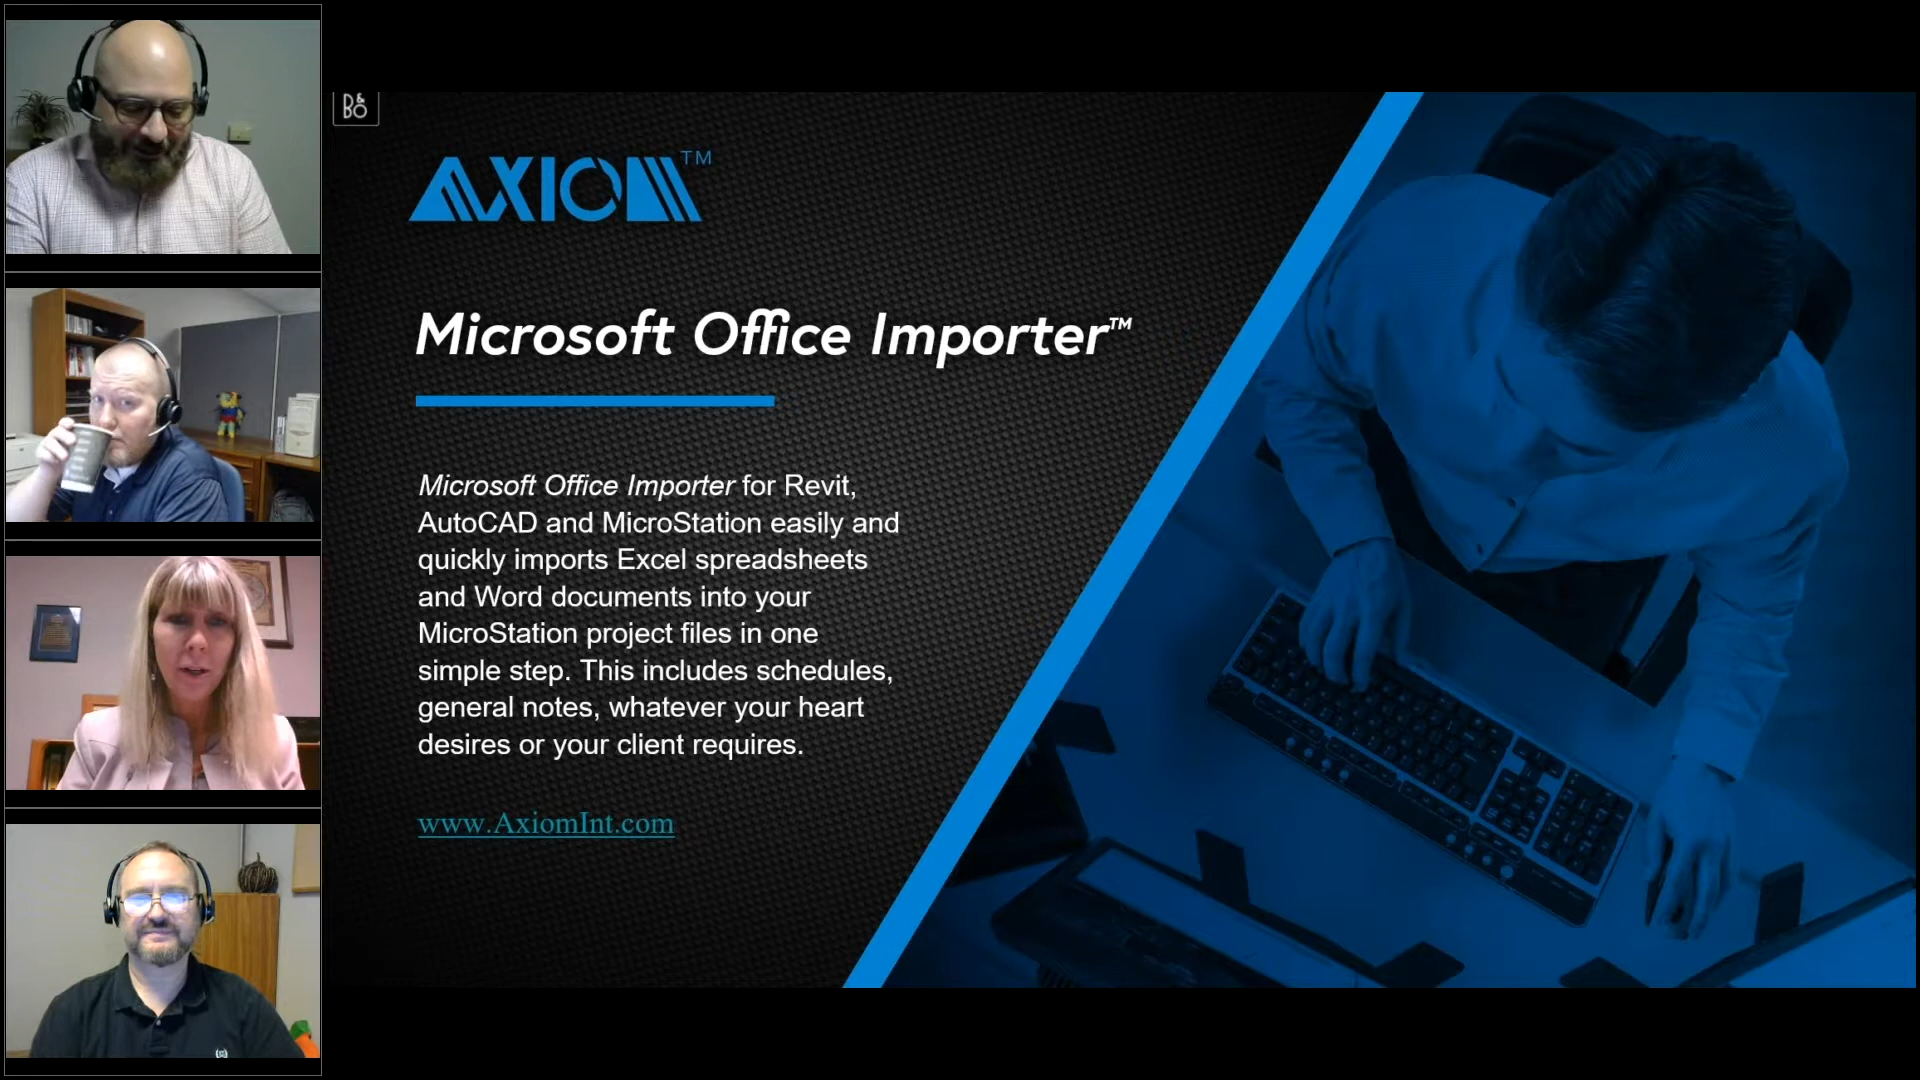 B&O
AXIOM™
Microsoft Office Importer™
Microsoft Office Importer for Revit,
AutoCAD and MicroStation easily and
quickly imports Excel spreadsheets
and Word documents into your
MicroStation project files in one
simple step. This includes schedules,
general notes, whatever your heart
desires or your client requires.
www.AxiomInt.com